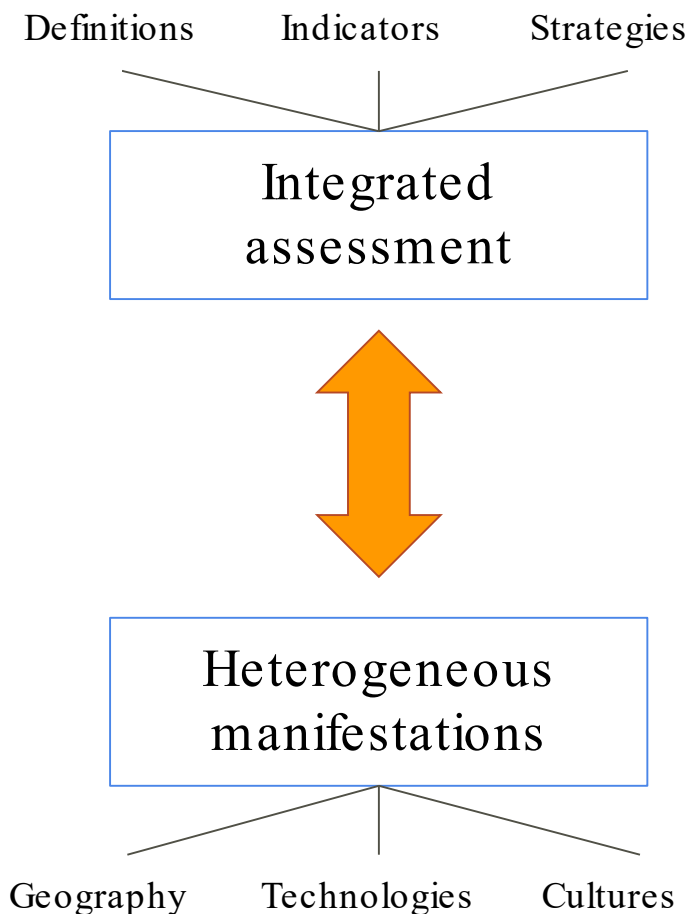 Definitions Indicators Strategies
Integrated
assessment
Heterogeneous
manifestations
Geography Technologies Cultures